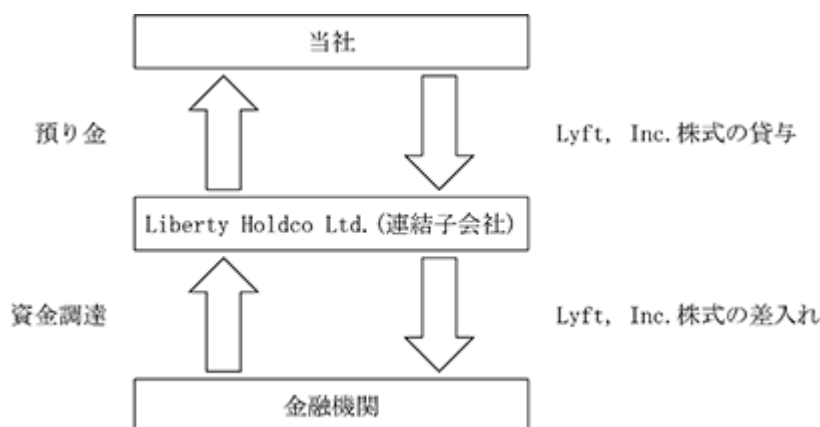 当社
預り金
Lyft, Inc.株式の貸与
Liberty Holdco Ltd.(連結子会社)
資金調達
Lyft, Inc.株式の差入れ
金融機関